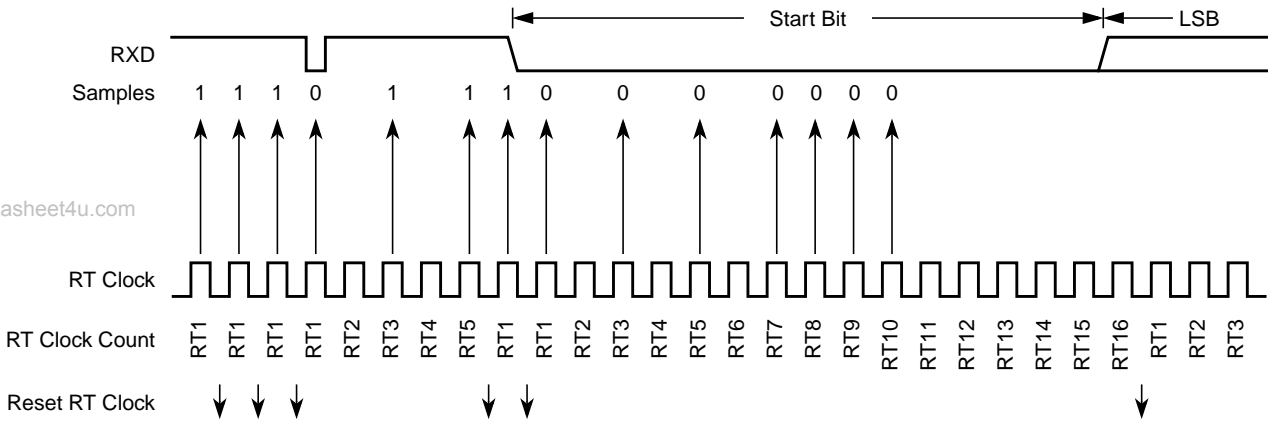 Start Bit LSB
RXD
Samples 1 1 1 0 1 1 1 0 0 0 0 0 0 0
asheet4u.com
RT Clock
RT Clock Count RT1 RT1 RT1 RT1 RT2 RT3 RT4 RT5 RT1 RT1 RT2 RT3 RT4 RT5 RT6 RT7 RT8 RT9 RT10 RT11 RT12 RT13 RT14 RT15 RT16 RT1 RT2 RT3
Reset RT Clock